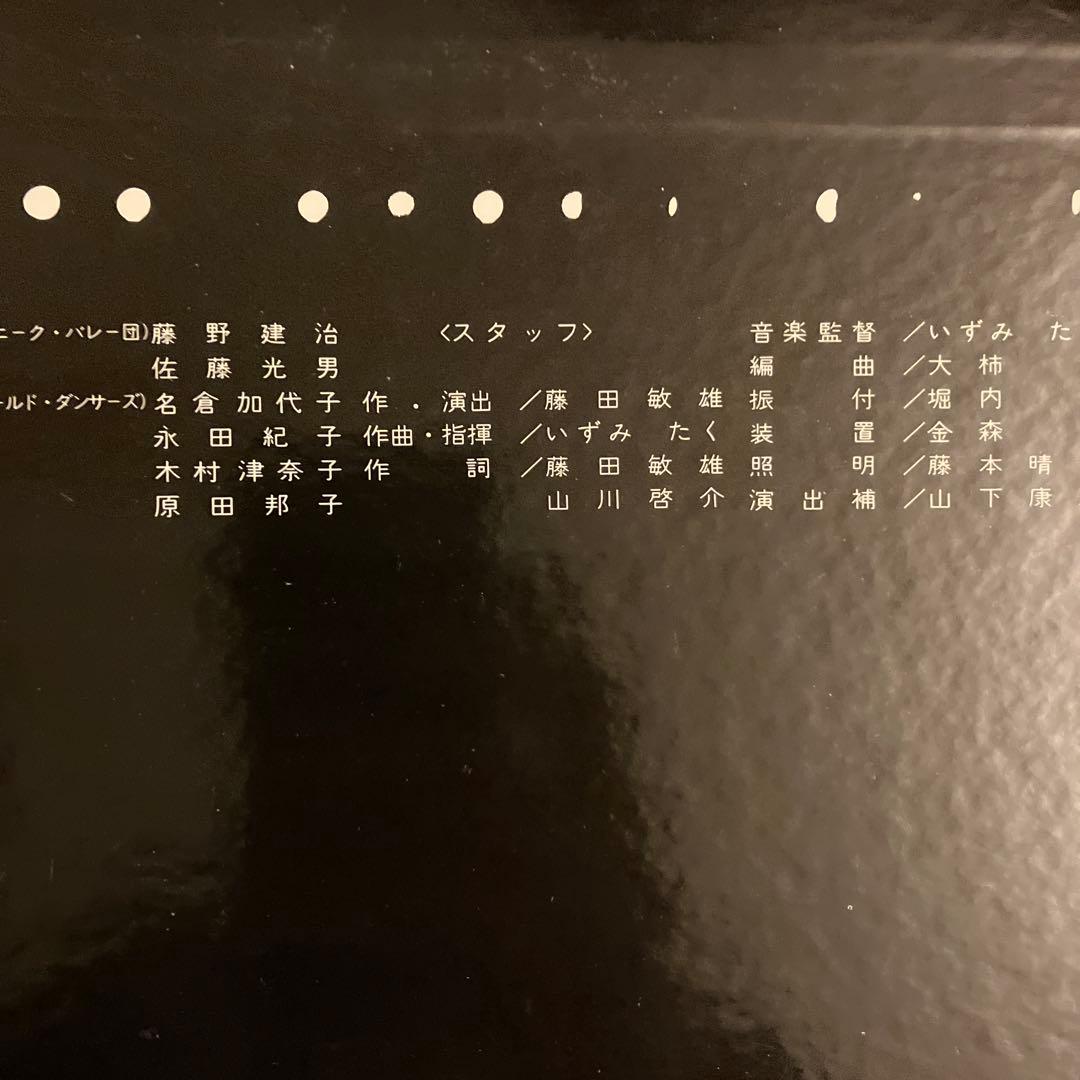 ニーク・バレー団)藤野建治
佐藤光男
ールド・ダンサーズ)名倉加代子
永田紀子
木村津奈子
原田邦子
〈スタッフ〉
作・演出／藤田敏雄
作曲・指揮／いずみ たく
作詞／藤田敏雄
山川啓介
音楽監督／いずみ た
編曲／大柿
振付／堀内
装置／金森
照明／藤本晴
演出補／山下康